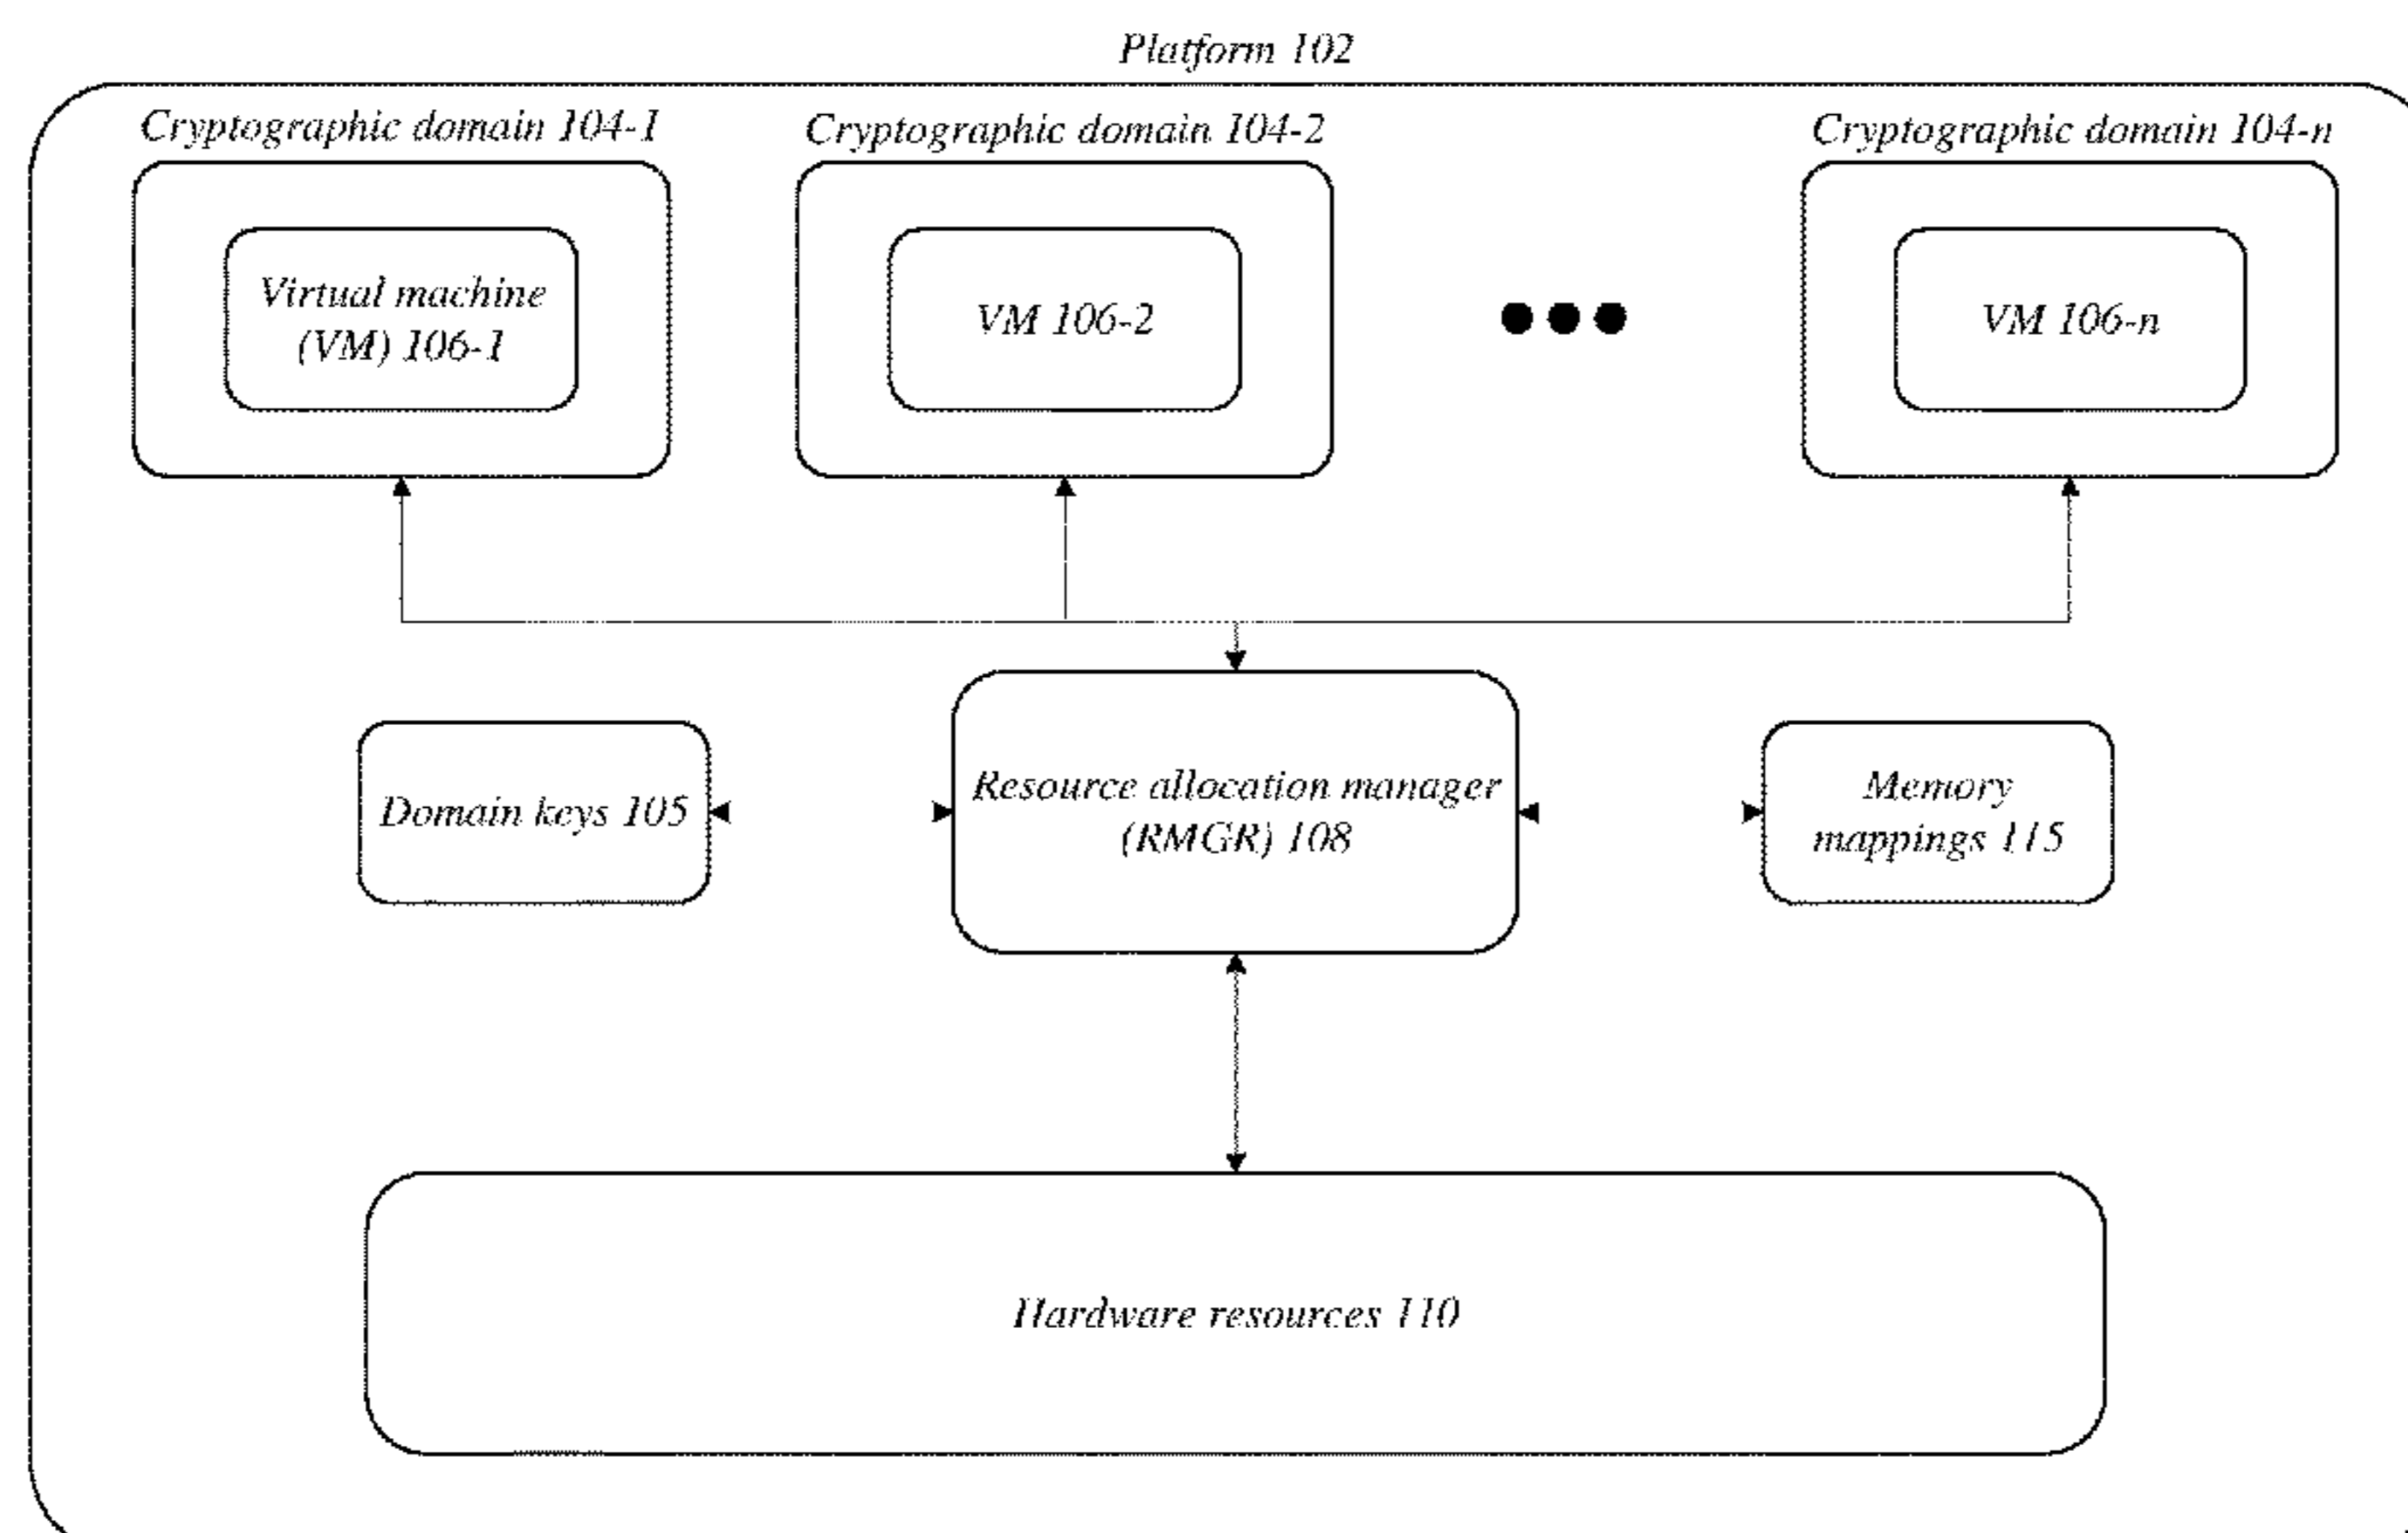 Platform 102
Cryptographic domain 104-1
Cryptographic domain 104-2
Cryptographic domain 104-n
Virtual machine
(VM) 106-1
VM 106-2
VM 106-n
Domain keys 105
Resource allocation manager
(RMGR) 108
Memory
mappings 115
Hardware resources 110